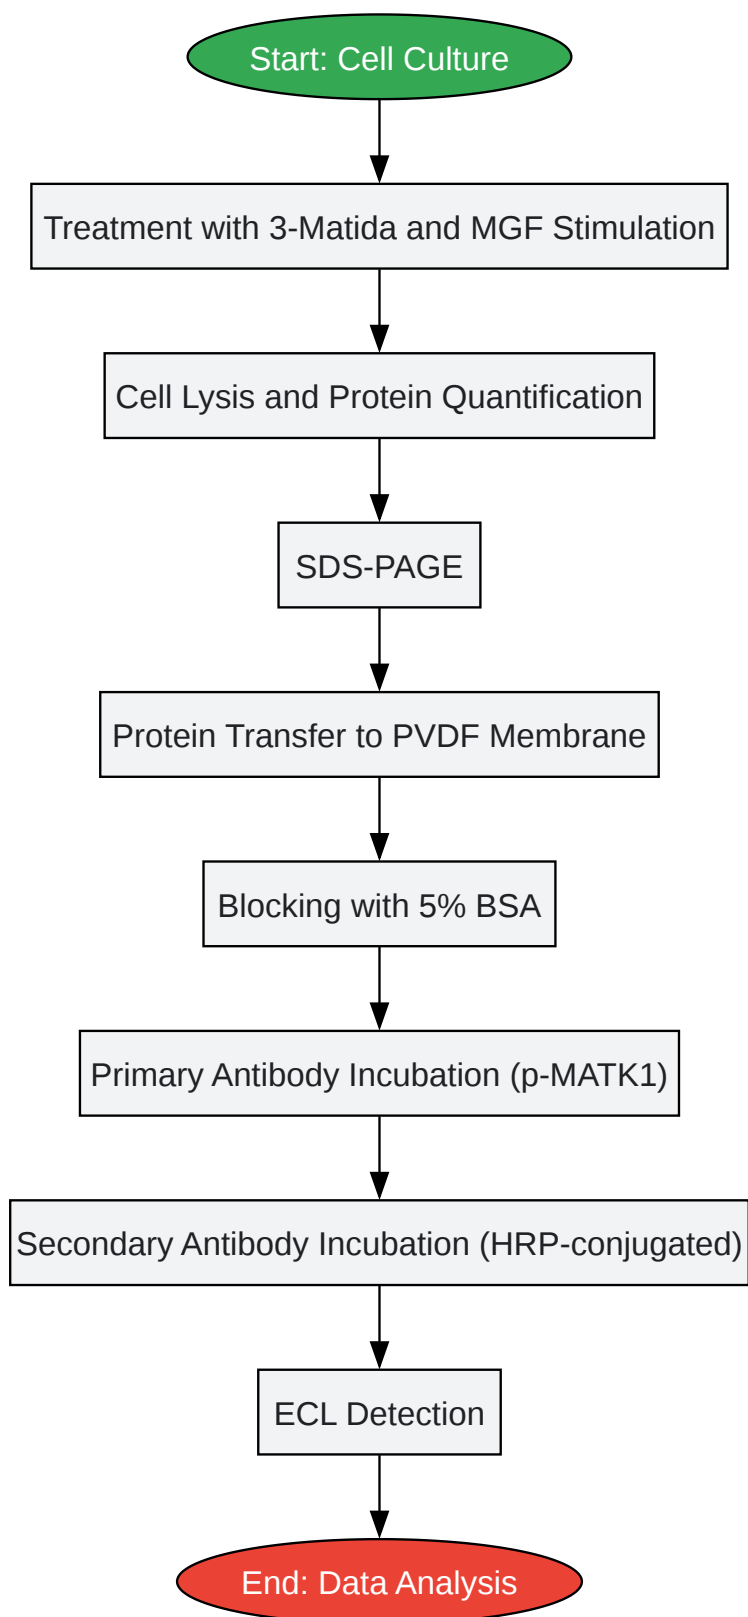 Start: Cell Culture
Treatment with 3-Matida and MGF Stimulation
Cell Lysis and Protein Quantification
SDS-PAGE
Protein Transfer to PVDF Membrane
Blocking with 5% BSA
Primary Antibody Incubation (p-MATK1)
Secondary Antibody Incubation (HRP-conjugated)
ECL Detection
End: Data Analysis